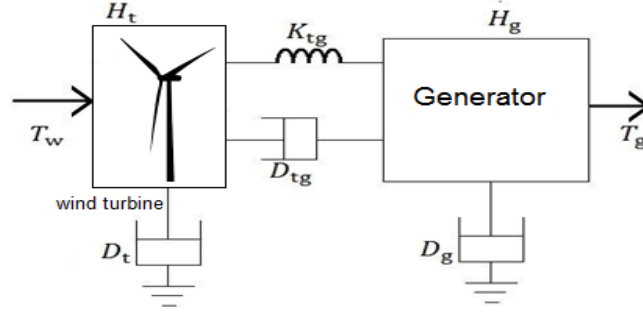 H_t
K_tg
H_g
Generator
T_w
D_tg
T_g
wind turbine
D_t
D_g